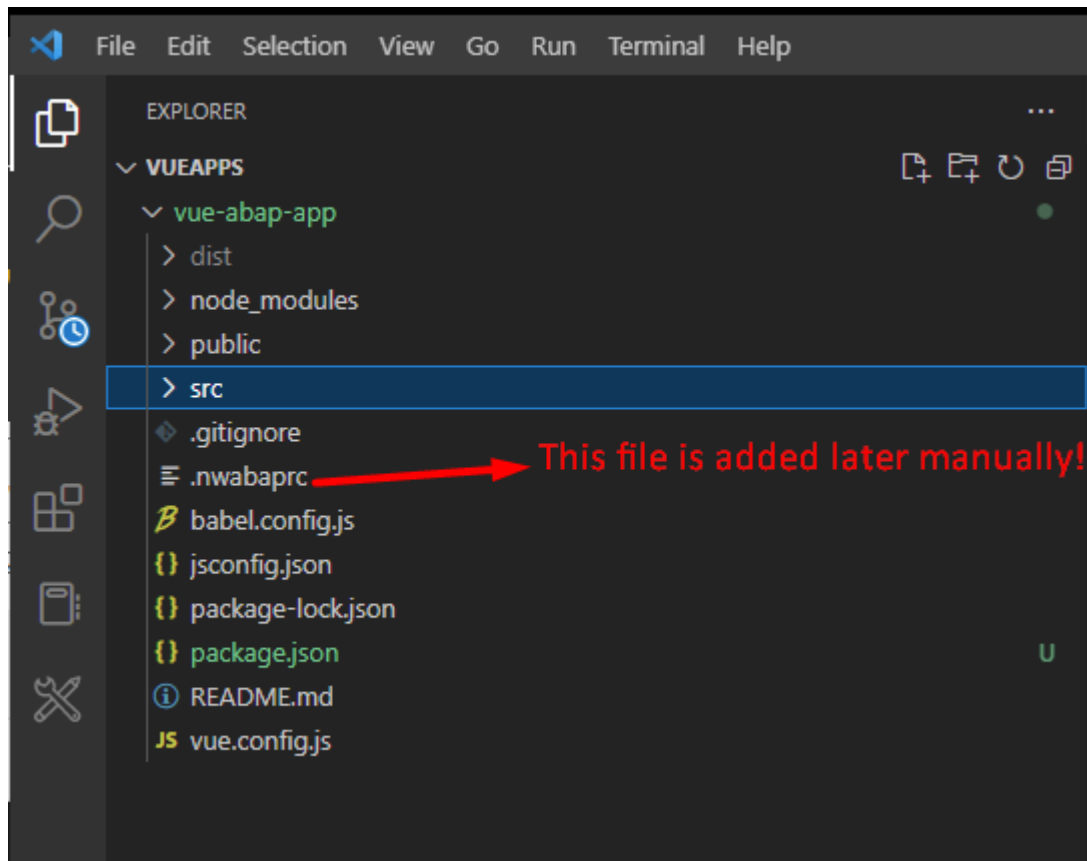 File Edit Selection View Go Run Terminal Help
EXPLORER
VUEAPPS
vue-abap-app
dist
node_modules
public
src
.gitignore
.nwabaprc
This file is added later manually!
babel.config.js
jsconfig.json
package-lock.json
package.json U
README.md
JS vue.config.js